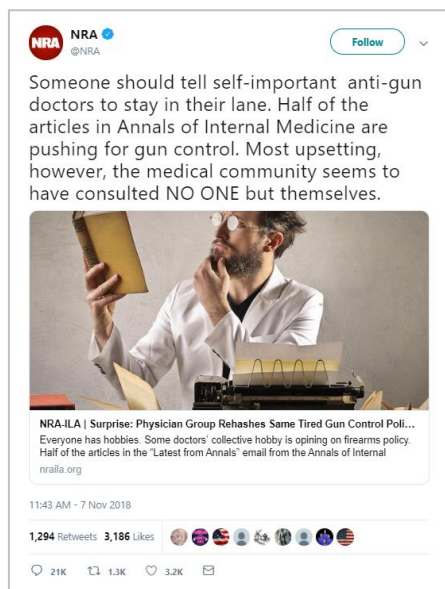 NRA
NRA
@NRA
Follow
Someone should tell self-important anti-gun
doctors to stay in their lane. Half of the
articles in Annals of Internal Medicine are
pushing for gun control. Most upsetting,
however, the medical community seems to
have consulted NO ONE but themselves.
NRA-ILA | Surprise: Physician Group Rehashes Same Tired Gun Control Poli...
Everyone has hobbies. Some doctors' collective hobby is opining on firearms policy.
Half of the articles in the "Latest from Annals" email from the Annals of Internal
nraila.org
11:43 AM - 7 Nov 2018
1,294 Retweets 3,186 Likes
21K 1.3K 3.2K